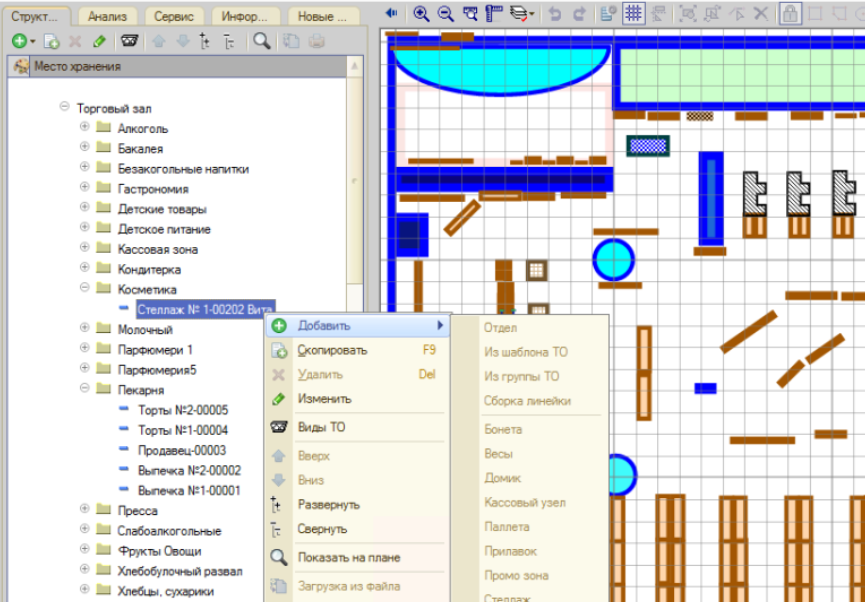 Структ...
Анализ
Сервис
Инфор...
Новые ...
Место хранения
Торговый зал
Алкоголь
Бакалея
Безакогольные напитки
Гастрономия
Детские товары
Детское питание
Кассовая зона
Кондитерка
Косметика
Стеллаж № 1-00202 Вита
Молочный
Парфюмери 1
Парфюмерия5
Пекарня
Торты №2-00005
Торты №1-00004
Продавец-00003
Выпечка №2-00002
Выпечка №1-00001
Пресса
Слабоалкогольные
Фрукты Овощи
Хлебобулочный развал
Хлебцы, сухарики
Добавить
Скопировать F9
Удалить Del
Изменить
Виды ТО
Вверх
Вниз
Развернуть
Свернуть
Показать на плане
Загрузка из файла
Отдел
Из шаблона ТО
Из группы ТО
Сборка линейки
Бонета
Весы
Домик
Кассовый узел
Паллета
Прилавок
Промо зона
Стеллаж